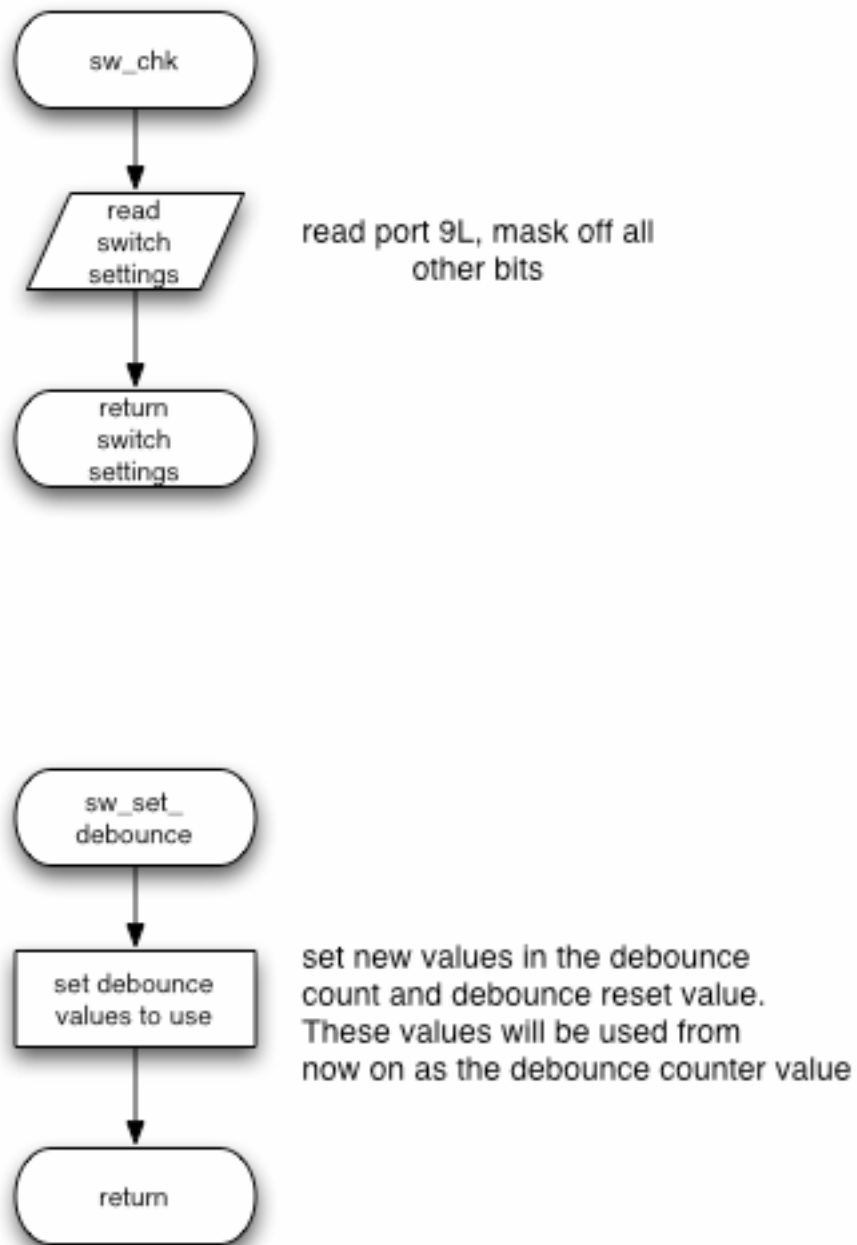 sw_chk
read
switch
settings
read port 9L, mask off all
other bits
return
switch
settings
sw_set_
debounce
set debounce
values to use
set new values in the debounce
count and debounce reset value.
These values will be used from
now on as the debounce counter value
return